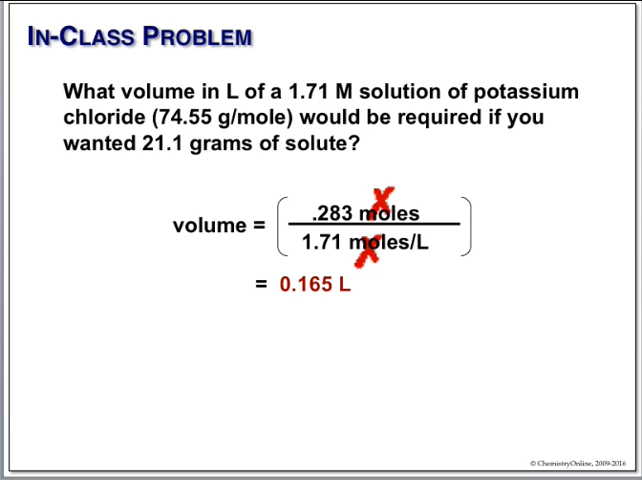 IN-CLASS PROBLEM
What volume in L of a 1.71 M solution of potassium
chloride (74.55 g/mole) would be required if you
wanted 21.1 grams of solute?
.283 moles
volume =
1.71 moles/L
= 0.165 L
© ChemistryOnline, 2009-2016